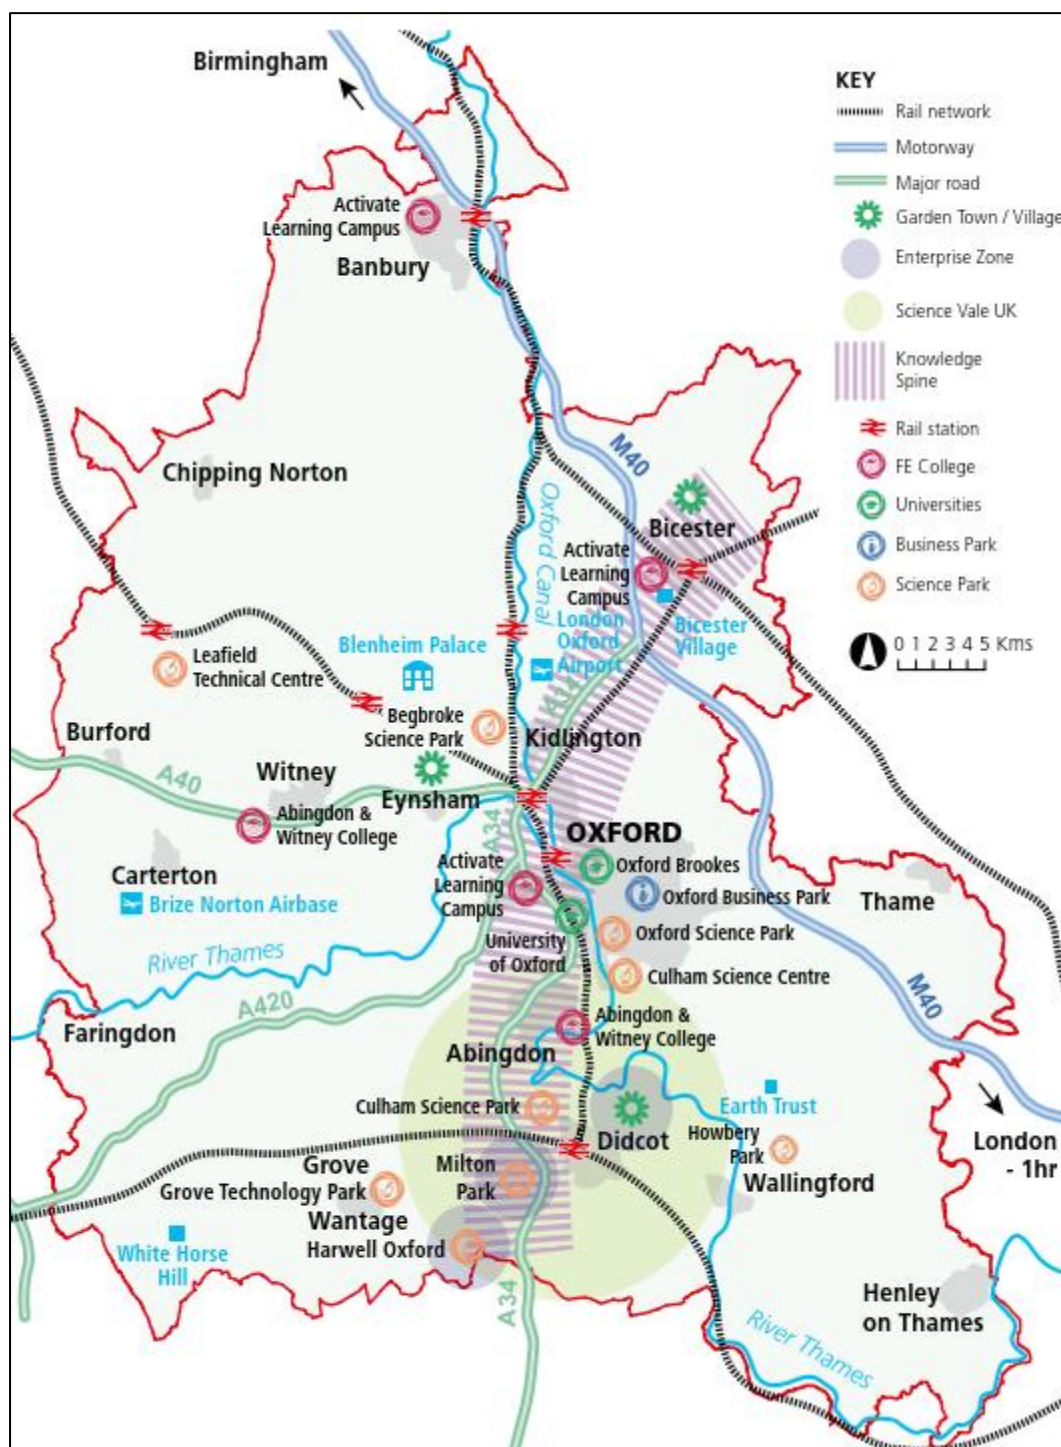 Birmingham
KEY
Rail network
Motorway
Major road
Garden Town / Village
Enterprise Zone
Science Vale UK
Knowledge
Spine
Rail station
FE College
Universities
Business Park
Science Park
0 1 2 3 4 5 Kms
Activate
Learning Campus
Banbury
M40
Chipping Norton
Oxford Canal
Bicester
Activate
Learning
Campus
Bicester
Village
London
Oxford
Airport
Blenheim Palace
Leafield
Technical Centre
Begbroke
Science Park
Kidlington
A34
Burford
A40
Witney
Eynsham
Abingdon &
Witney College
A34
OXFORD
Oxford Brookes
Activate
Learning
Campus
Oxford Business Park
Carterton
Brize Norton Airbase
Thame
University
of Oxford
Oxford Science Park
Culham Science Centre
River Thames
A420
M40
Faringdon
Abingdon &
Witney College
Abingdon
Culham Science Park
Didcot
Earth Trust
Howbery
Park
Wallingford
London
- 1hr
Grove
Grove Technology Park
Milton
Park
Wantage
Harwell Oxford
White Horse
Hill
A34
Henley
on Thames
River Thames